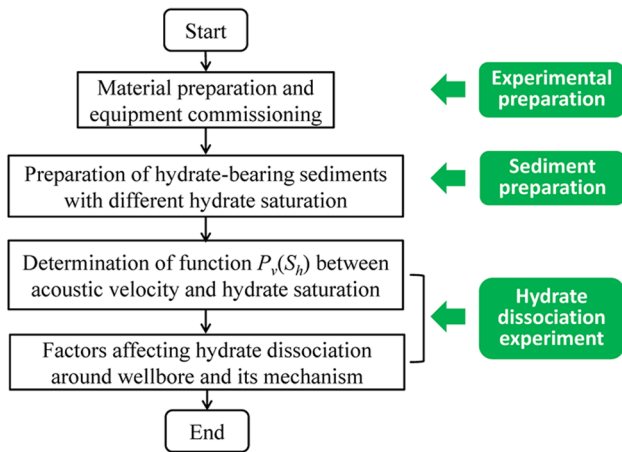 Start
Material preparation and
equipment commissioning
Experimental
preparation
Preparation of hydrate-bearing sediments
with different hydrate saturation
Sediment
preparation
Determination of function Pv(Sh) between
acoustic velocity and hydrate saturation
Hydrate
dissociation
experiment
Factors affecting hydrate dissociation
around wellbore and its mechanism
End